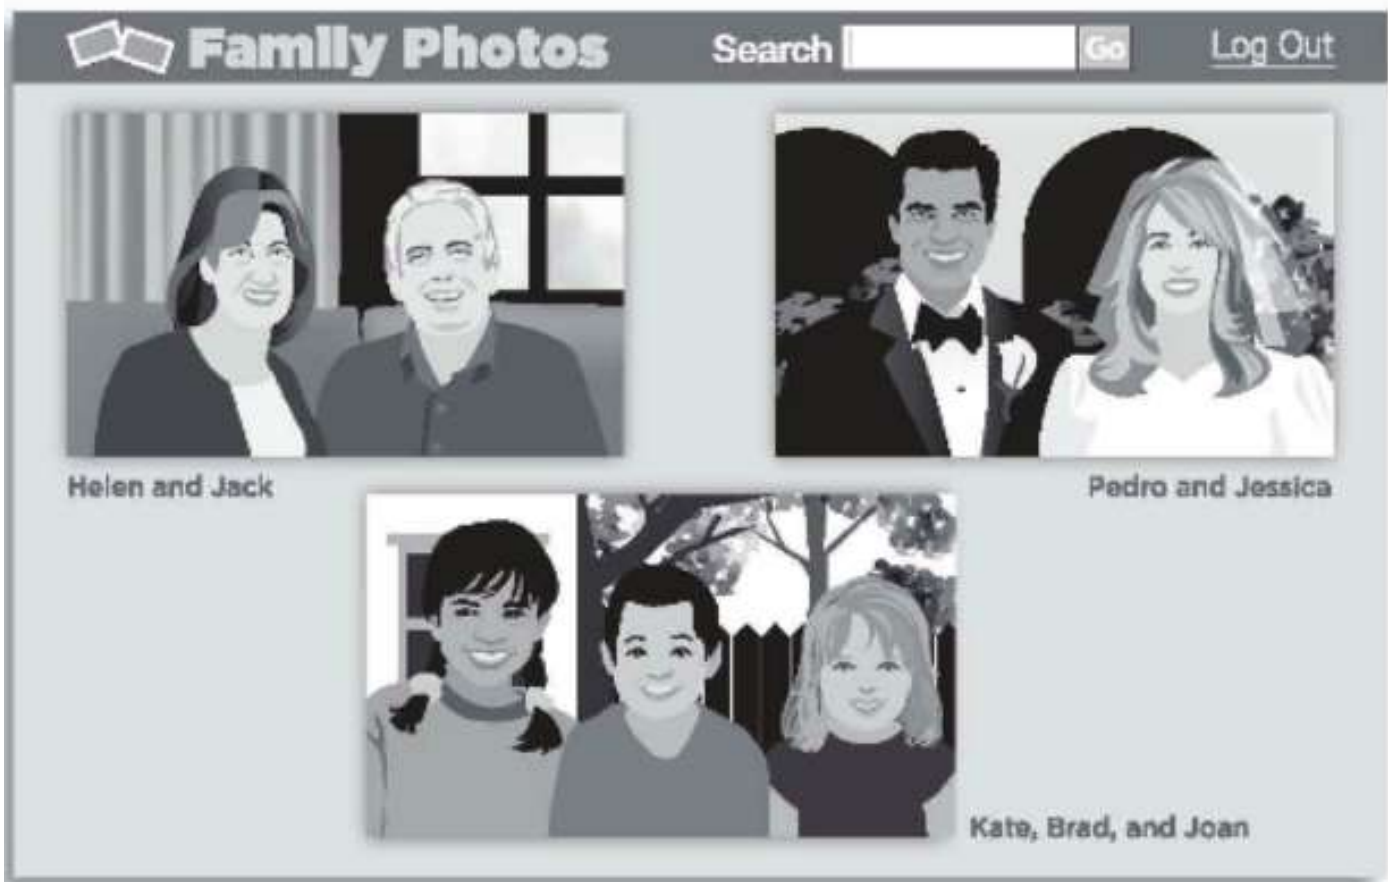 Family Photos
Search
Go
Log Out
Helen and Jack
Pedro and Jessica
Kate, Brad, and Joan